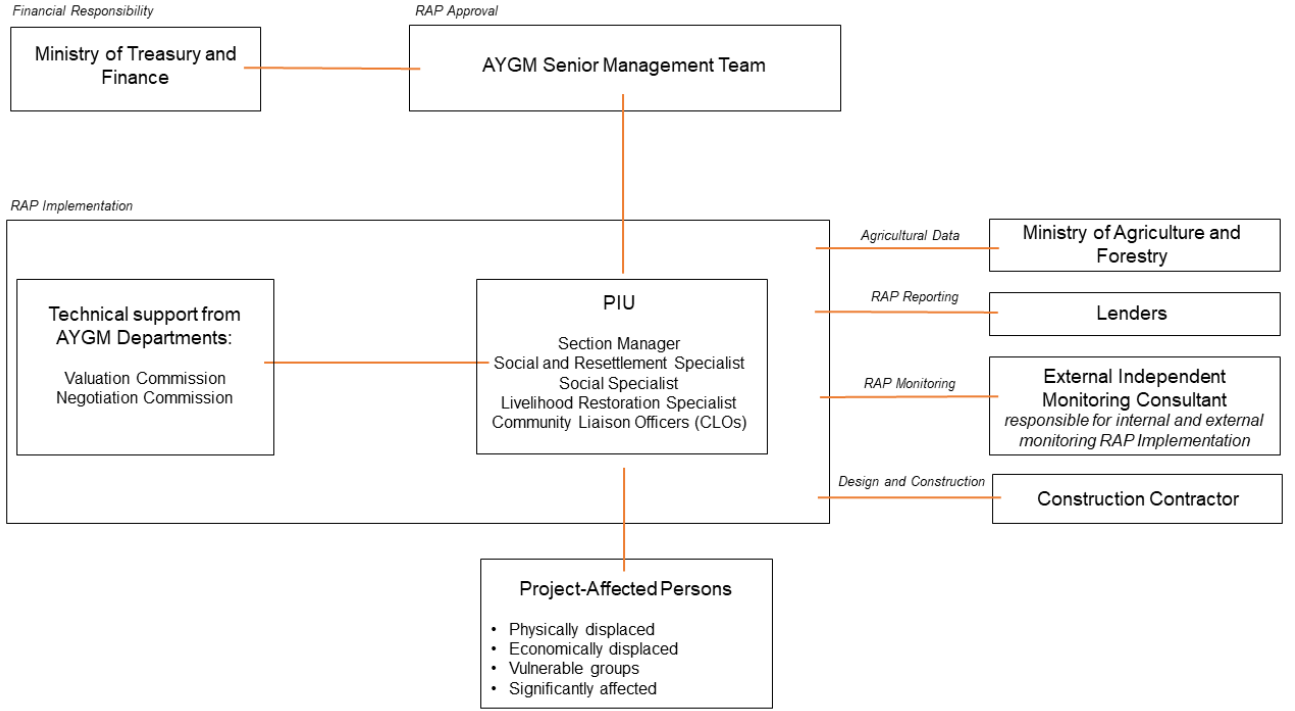 Financial Responsibility
Ministry of Treasury and
Finance
RAP Approval
AYGM Senior Management Team
RAP Implementation
Technical support from
AYGM Departments:
Valuation Commission
Negotiation Commission
PIU
Section Manager
Social and Resettlement Specialist
Social Specialist
Livelihood Restoration Specialist
Community Liaison Officers (CLOs)
Agricultural Data
Ministry of Agriculture and
Forestry
RAP Reporting
Lenders
RAP Monitoring
External Independent
Monitoring Consultant
responsible for internal and external
monitoring RAP Implementation
Design and Construction
Construction Contractor
Project-Affected Persons
• Physically displaced
• Economically displaced
• Vulnerable groups
• Significantly affected